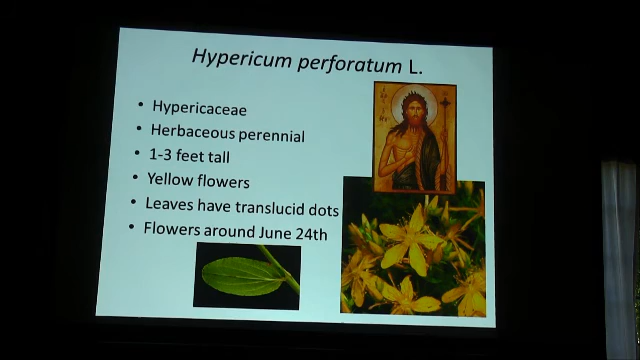 Hypericum perforatum L.
• Hypericaceae
• Herbaceous perennial
• 1-3 feet tall
• Yellow flowers
• Leaves have translucid dots
• Flowers around June 24th